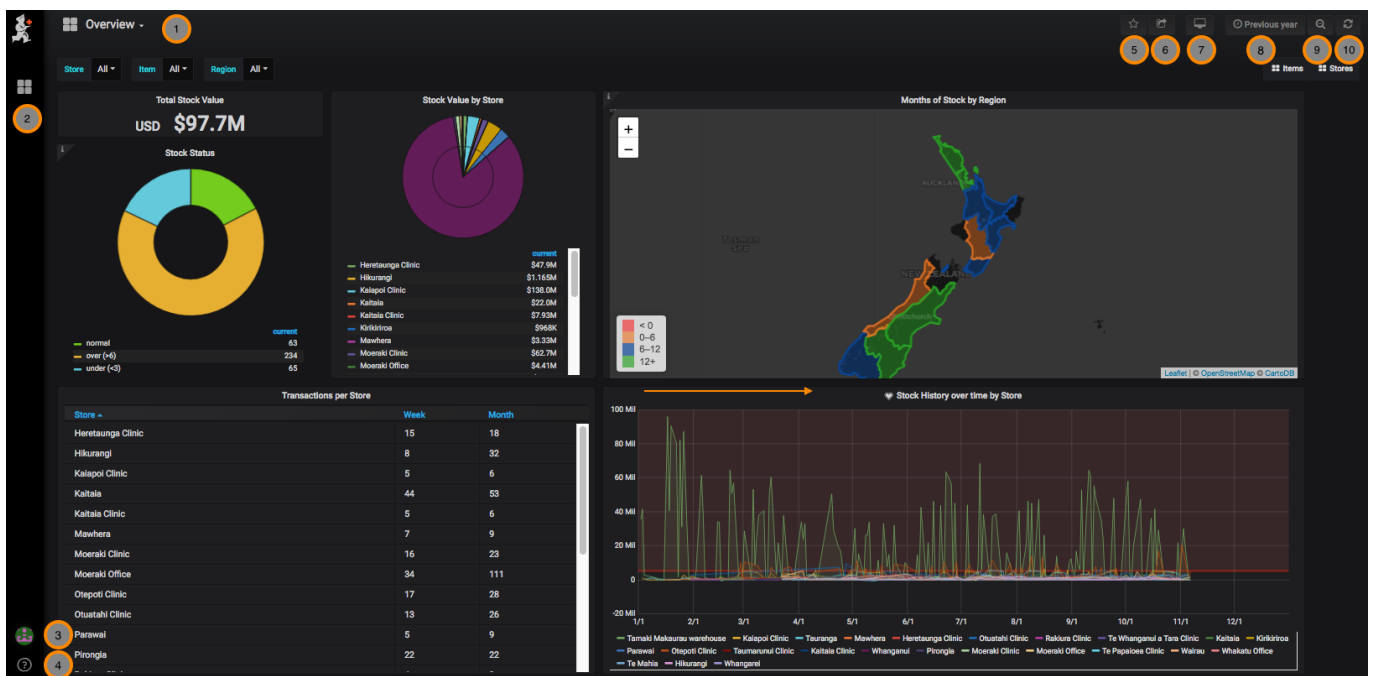 Overview
1
5
6
7
Previous year
8
9
10
Store All Item All Region All
Items Stores
2
Total Stock Value
USD $97.7M
Stock Status
current
normal 63
over (>6) 234
under (<3) 65
Stock Value by Store
current
Heretaunga Clinic $47.9M
Hikurangi $1.165M
Kaiapoi Clinic $138.0M
Kaitaia $22.0M
Kaitaia Clinic $7.93M
Kirikiriroa $968K
Mawhera $3.33M
Moeraki Clinic $62.7M
Moeraki Office $4.41M
Months of Stock by Region
+
−
AUCKLAND
Tasman
Sea
NEW ZEALAND
< 0
0–6
6–12
12+
Leaflet | © OpenStreetMap © CartoDB
Transactions per Store
Store Week Month
Heretaunga Clinic 15 18
Hikurangi 8 32
Kaiapoi Clinic 5 6
Kaitaia 44 53
Kaitaia Clinic 5 6
Mawhera 7 9
Moeraki Clinic 16 23
Moeraki Office 34 111
Otepoti Clinic 17 28
Otuatahi Clinic 13 26
Parawai 5 9
Pirongia 22 22
3
4
Stock History over time by Store
100 Mil
80 Mil
60 Mil
40 Mil
20 Mil
0
-20 Mil
1/1 2/1 3/1 4/1 5/1 6/1 7/1 8/1 9/1 10/1 11/1 12/1
Tamaki Makaurau warehouse Kaiapoi Clinic Tauranga Mawhera Heretaunga Clinic Otuatahi Clinic Rakiura Clinic Te Whanganui a Tara Clinic Kaitaia Kirikiriroa
Parawai Otepoti Clinic Taumarunui Clinic Kaitaia Clinic Whanganui Pirongia Moeraki Clinic Moeraki Office Te Papaioea Clinic Wairau Whakatu Office
Te Mahia Hikurangi Whangarei